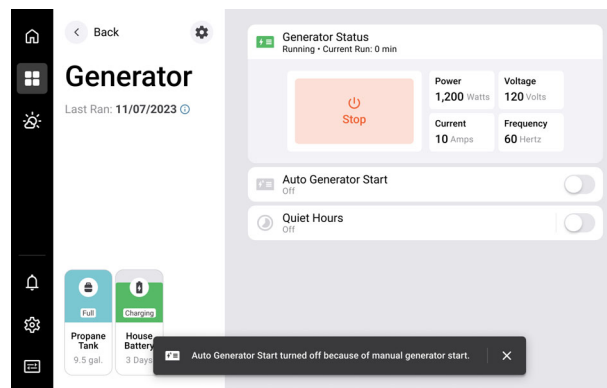 Back
Generator
Last Ran: 11/07/2023
Generator Status
Running • Current Run: 0 min
Stop
Power
1,200 Watts
Voltage
120 Volts
Current
10 Amps
Frequency
60 Hertz
Auto Generator Start
Off
Quiet Hours
Off
Full
Charging
Propane
Tank
9.5 gal.
House
Battery
3 Days
Auto Generator Start turned off because of manual generator start.